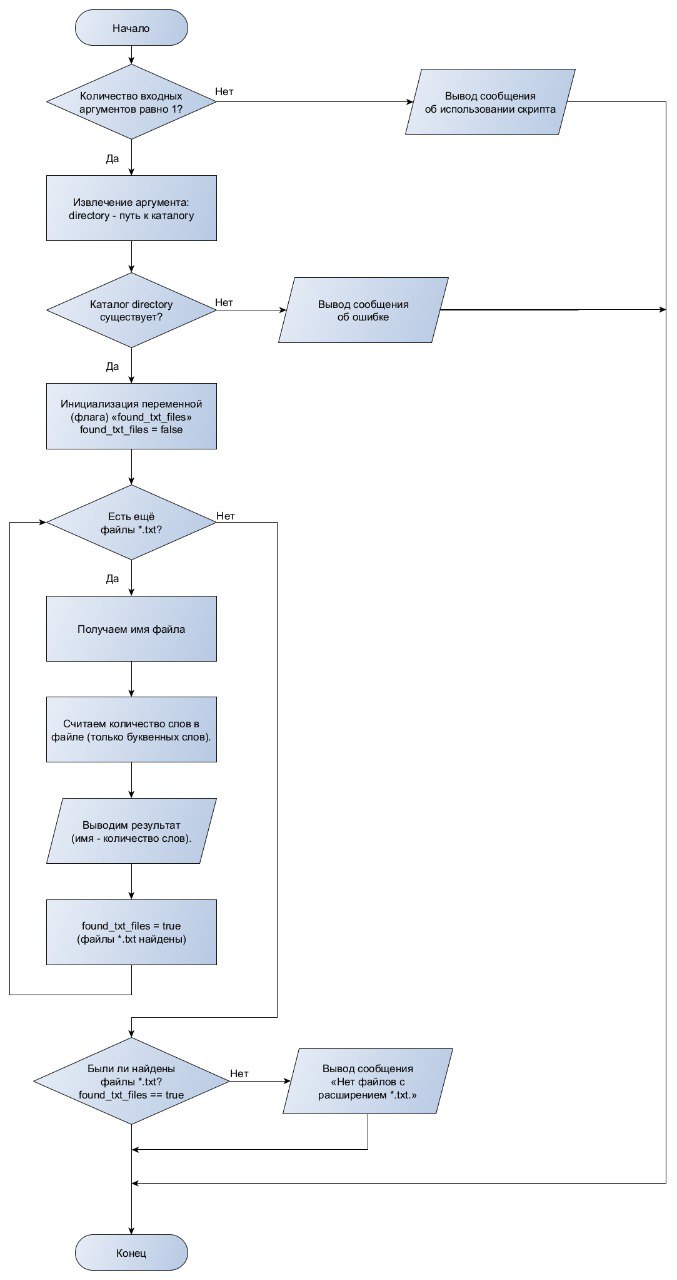 Начало
Количество входных
аргументов равно 1?
Нет
Вывод сообщения
об использовании скрипта
Да
Извлечение аргумента:
directory - путь к каталогу
Каталог directory
существует?
Нет
Вывод сообщения
об ошибке
Да
Инициализация переменной
(флага) «found_txt_files»
found_txt_files = false
Есть ещё
файлы *.txt?
Нет
Да
Получаем имя файла
Считаем количество слов в
файле (только буквенных слов).
Выводим результат
(имя - количество слов).
found_txt_files = true
(файлы *.txt найдены)
Были ли найдены
файлы *.txt?
found_txt_files == true
Нет
Вывод сообщения
«Нет файлов с
расширением *.txt.»
Конец